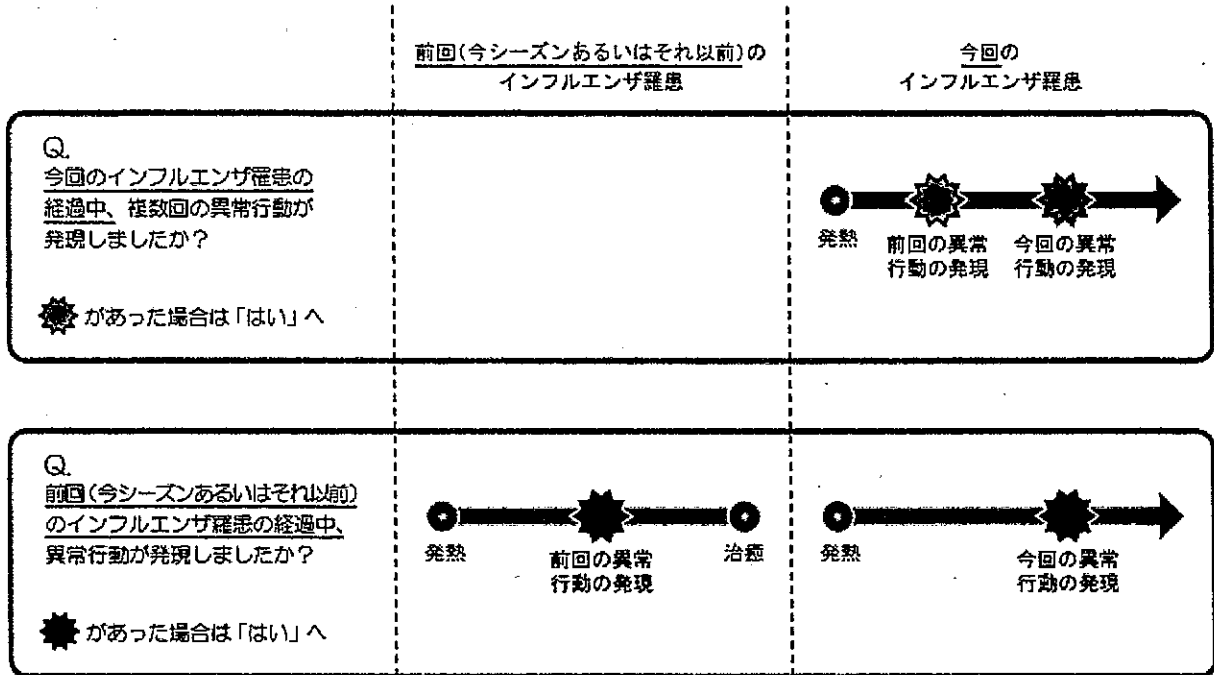 前回(今シーズンあるいはそれ以前)の
インフルエンザ罹患
今回の
インフルエンザ罹患
Q.
今回のインフルエンザ罹患の
経過中、複数回の異常行動が
発現しましたか？
があった場合は「はい」へ
発熱
前回の異常
行動の発現
今回の異常
行動の発現
Q.
前回(今シーズンあるいはそれ以前)
のインフルエンザ罹患の経過中、
異常行動が発現しましたか？
があった場合は「はい」へ
発熱
前回の異常
行動の発現
治癒
発熱
今回の異常
行動の発現